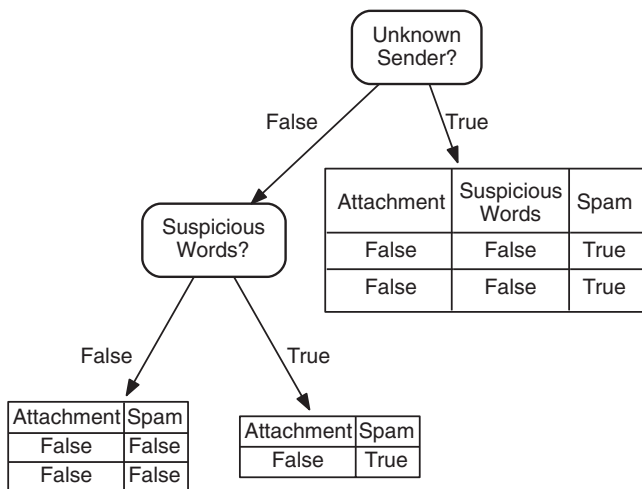 Unknown
Sender?
False
True
Attachment Suspicious Words Spam
False False True
False False True
Suspicious
Words?
False
True
Attachment Spam
False False
False False
Attachment Spam
False True